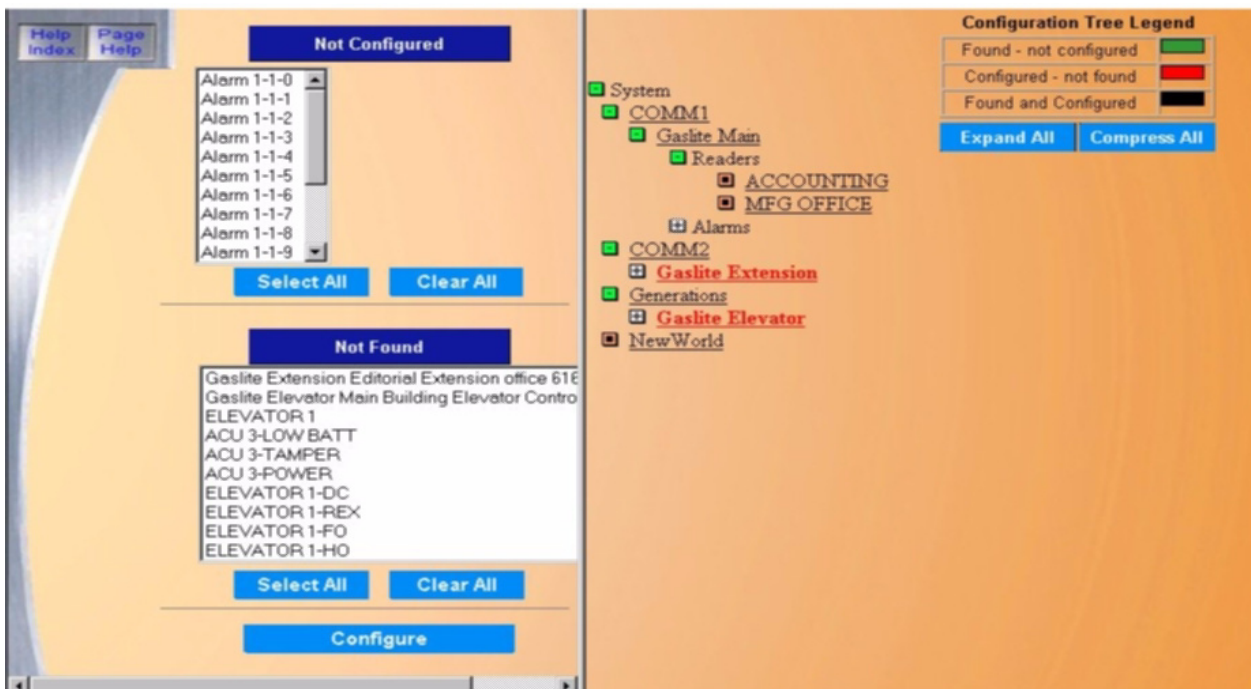 Help Index
Page Help
Not Configured
Alarm 1-1-0
Alarm 1-1-1
Alarm 1-1-2
Alarm 1-1-3
Alarm 1-1-4
Alarm 1-1-5
Alarm 1-1-6
Alarm 1-1-7
Alarm 1-1-8
Alarm 1-1-9
Select All
Clear All
Not Found
Gaslite Extension Editorial Extension office 616
Gaslite Elevator Main Building Elevator Contro
ELEVATOR 1
ACU 3-LOW BATT
ACU 3-TAMPER
ACU 3-POWER
ELEVATOR 1-DC
ELEVATOR 1-REX
ELEVATOR 1-FO
ELEVATOR 1-HO
Select All
Clear All
Configure
System
COMM1
Gaslite Main
Readers
ACCOUNTING
MFG OFFICE
Alarms
COMM2
Gaslite Extension
Generations
Gaslite Elevator
NewWorld
Configuration Tree Legend
Found - not configured
Configured - not found
Found and Configured
Expand All
Compress All